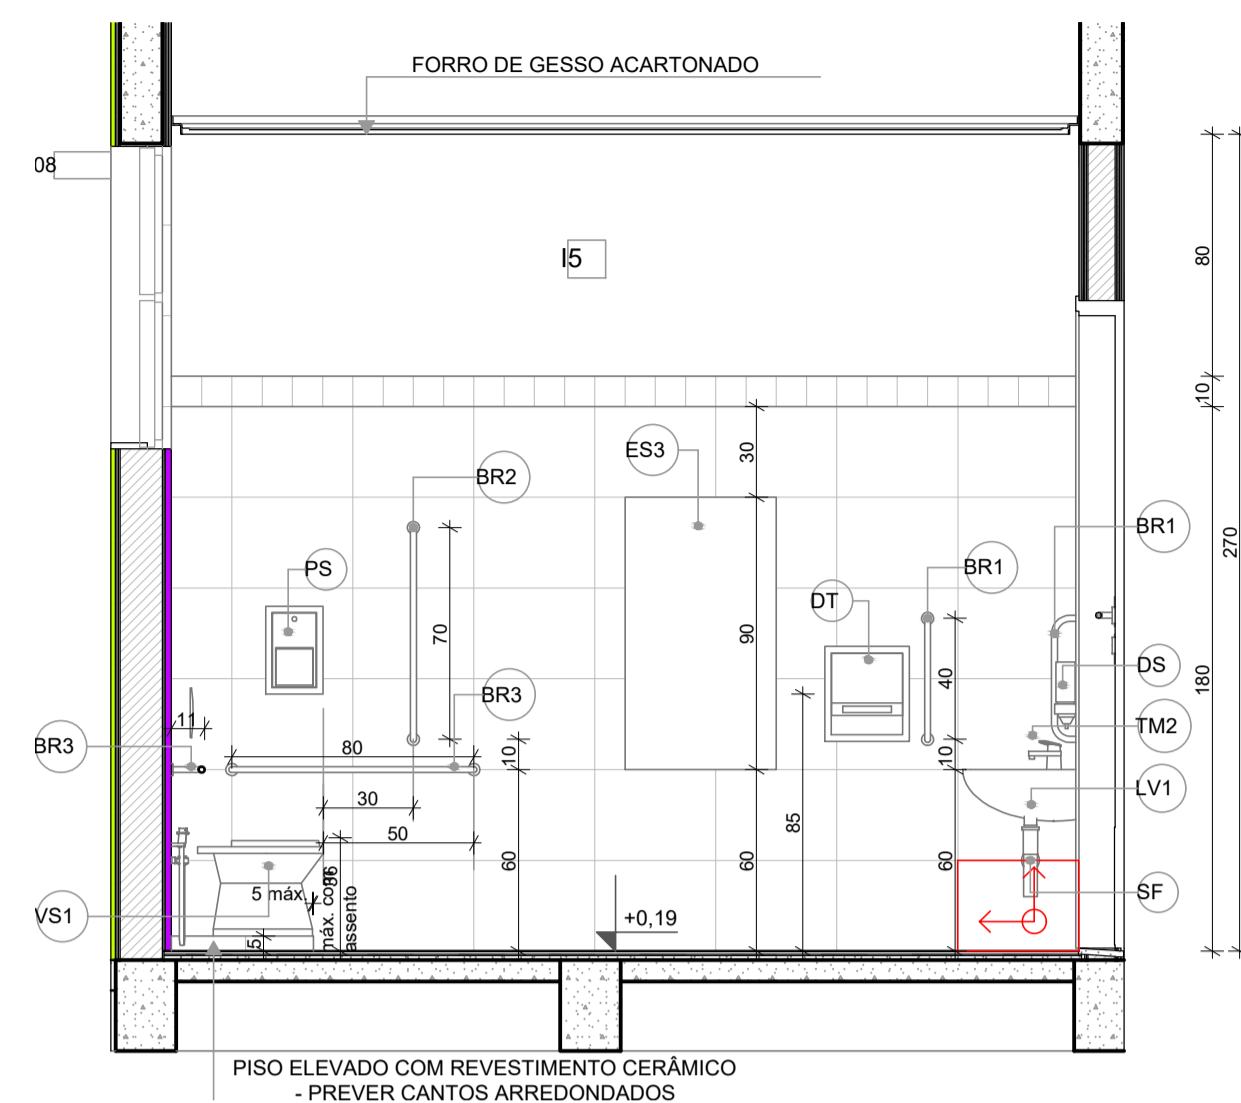 FORRO DE GESSO ACARTONADO
08
I5
80
10
ES3
30
BR2
BR1
270
PS
BR1
DT
70
90
40
DS
180
BR3
11
TM2
BR3
80
10
10
LV1
30
85
50
60
60
60
36
5 máx.
máx. com
assento
SF
VS1
+0,19
5
PISO ELEVADO COM REVESTIMENTO CERÂMICO
- PREVER CANTOS ARREDONDADOS